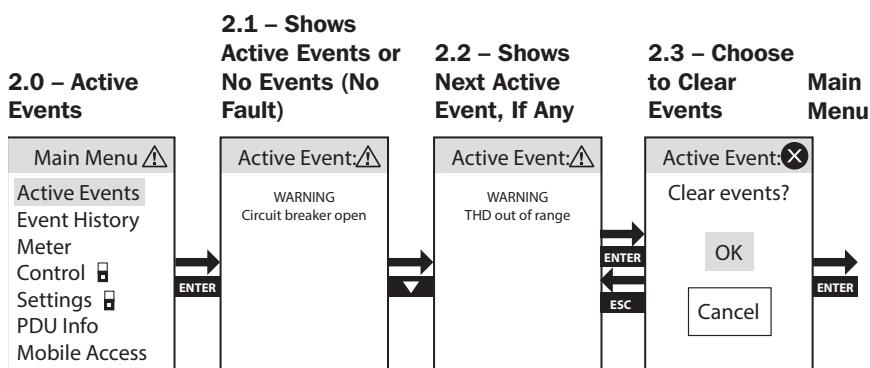 2.0 – Active
Events
2.1 – Shows
Active Events or
No Events (No
Fault)
2.2 – Shows
Next Active
Event, If Any
2.3 – Choose
to Clear
Events
Main
Menu
Main Menu
Active Events
Event History
Meter
Control
Settings
PDU Info
Mobile Access
ENTER
Active Event:
WARNING
Circuit breaker open
Active Event:
WARNING
THD out of range
ENTER
ESC
Active Event:
Clear events?
OK
Cancel
ENTER